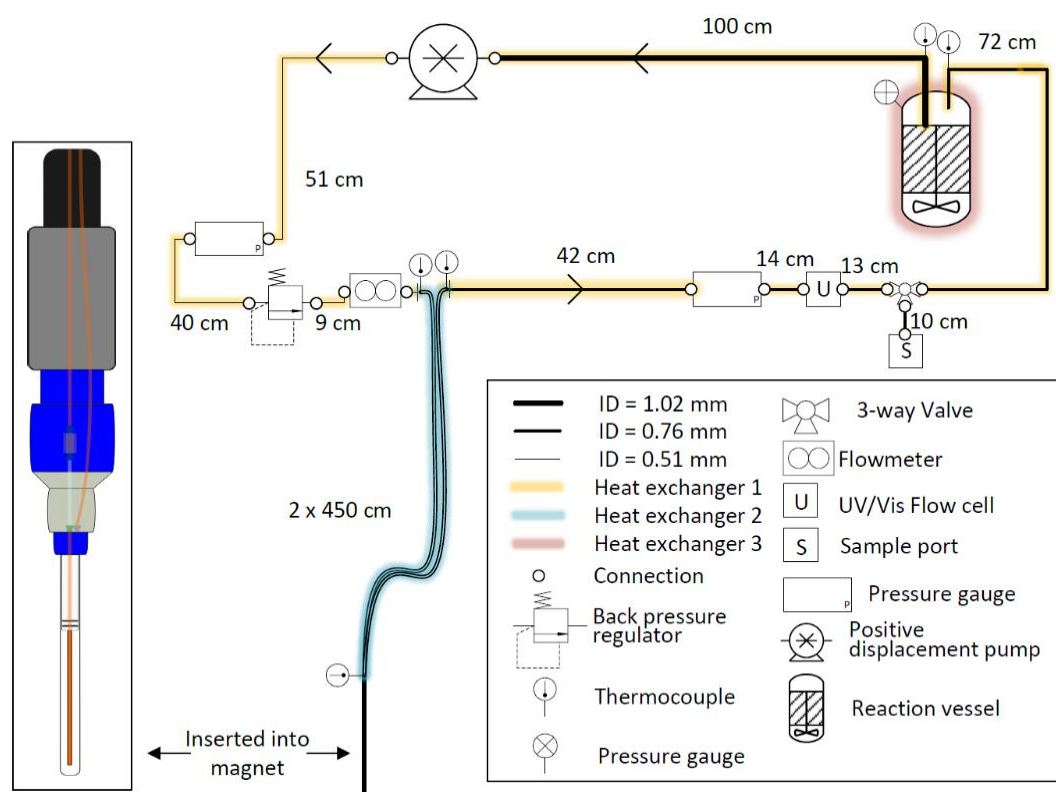 100 cm
72 cm
51 cm
P
42 cm
14 cm
13 cm
P
U
40 cm
9 cm
10 cm
S
2 x 450 cm
Inserted into
magnet
ID = 1.02 mm
ID = 0.76 mm
ID = 0.51 mm
Heat exchanger 1
Heat exchanger 2
Heat exchanger 3
Connection
Back pressure
regulator
Thermocouple
Pressure gauge
3-way Valve
Flowmeter
U
UV/Vis Flow cell
S
Sample port
P
Pressure gauge
Positive
displacement pump
Reaction vessel